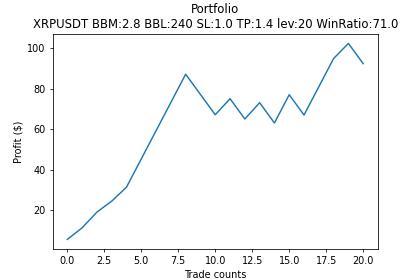 Portfolio
XRPUSDT BBM:2.8 BBL:240 SL:1.0 TP:1.4 lev:20 WinRatio:71.0
100
80
60
40
20
Profit ($)
0.0 2.5 5.0 7.5 10.0 12.5 15.0 17.5 20.0
Trade counts